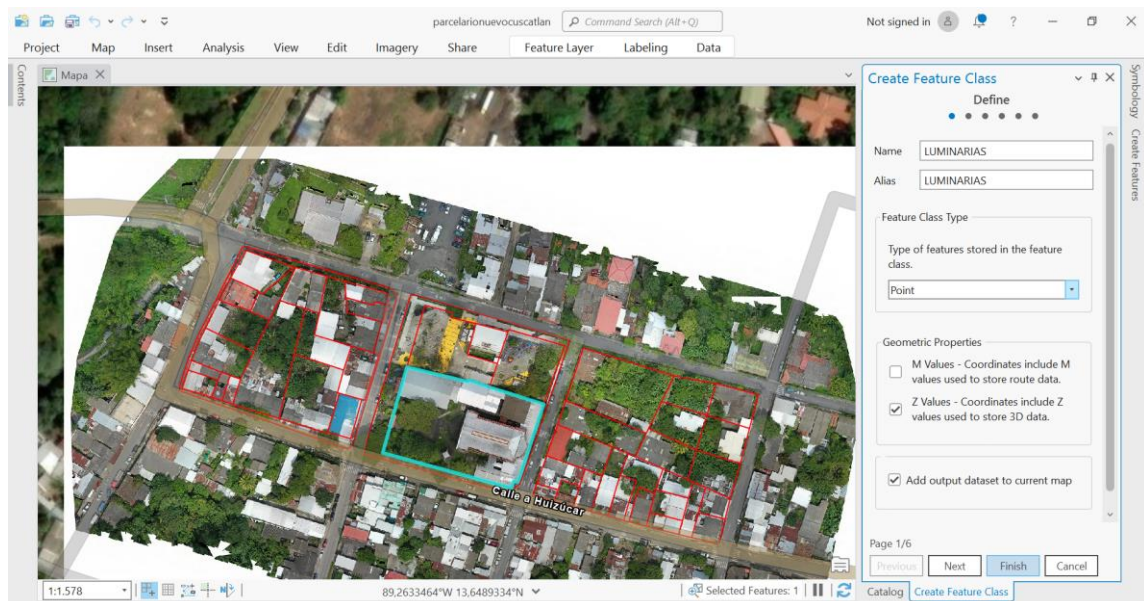 parcelarionuevocuscatlan
Command Search (Alt+Q)
Not signed in
?
Project Map Insert Analysis View Edit Imagery Share Feature Layer Labeling Data
Contents
Mapa
Calle a Huizúcar
1:1.578
89,2633464°W 13,6489334°N
Selected Features: 1
Create Feature Class
Define
Name LUMINARIAS
Alias LUMINARIAS
Feature Class Type
Type of features stored in the feature
class.
Point
Geometric Properties
M Values - Coordinates include M
values used to store route data.
Z Values - Coordinates include Z
values used to store 3D data.
Add output dataset to current map
Page 1/6
Previous Next Finish Cancel
Catalog Create Feature Class
Symbology
Create Features